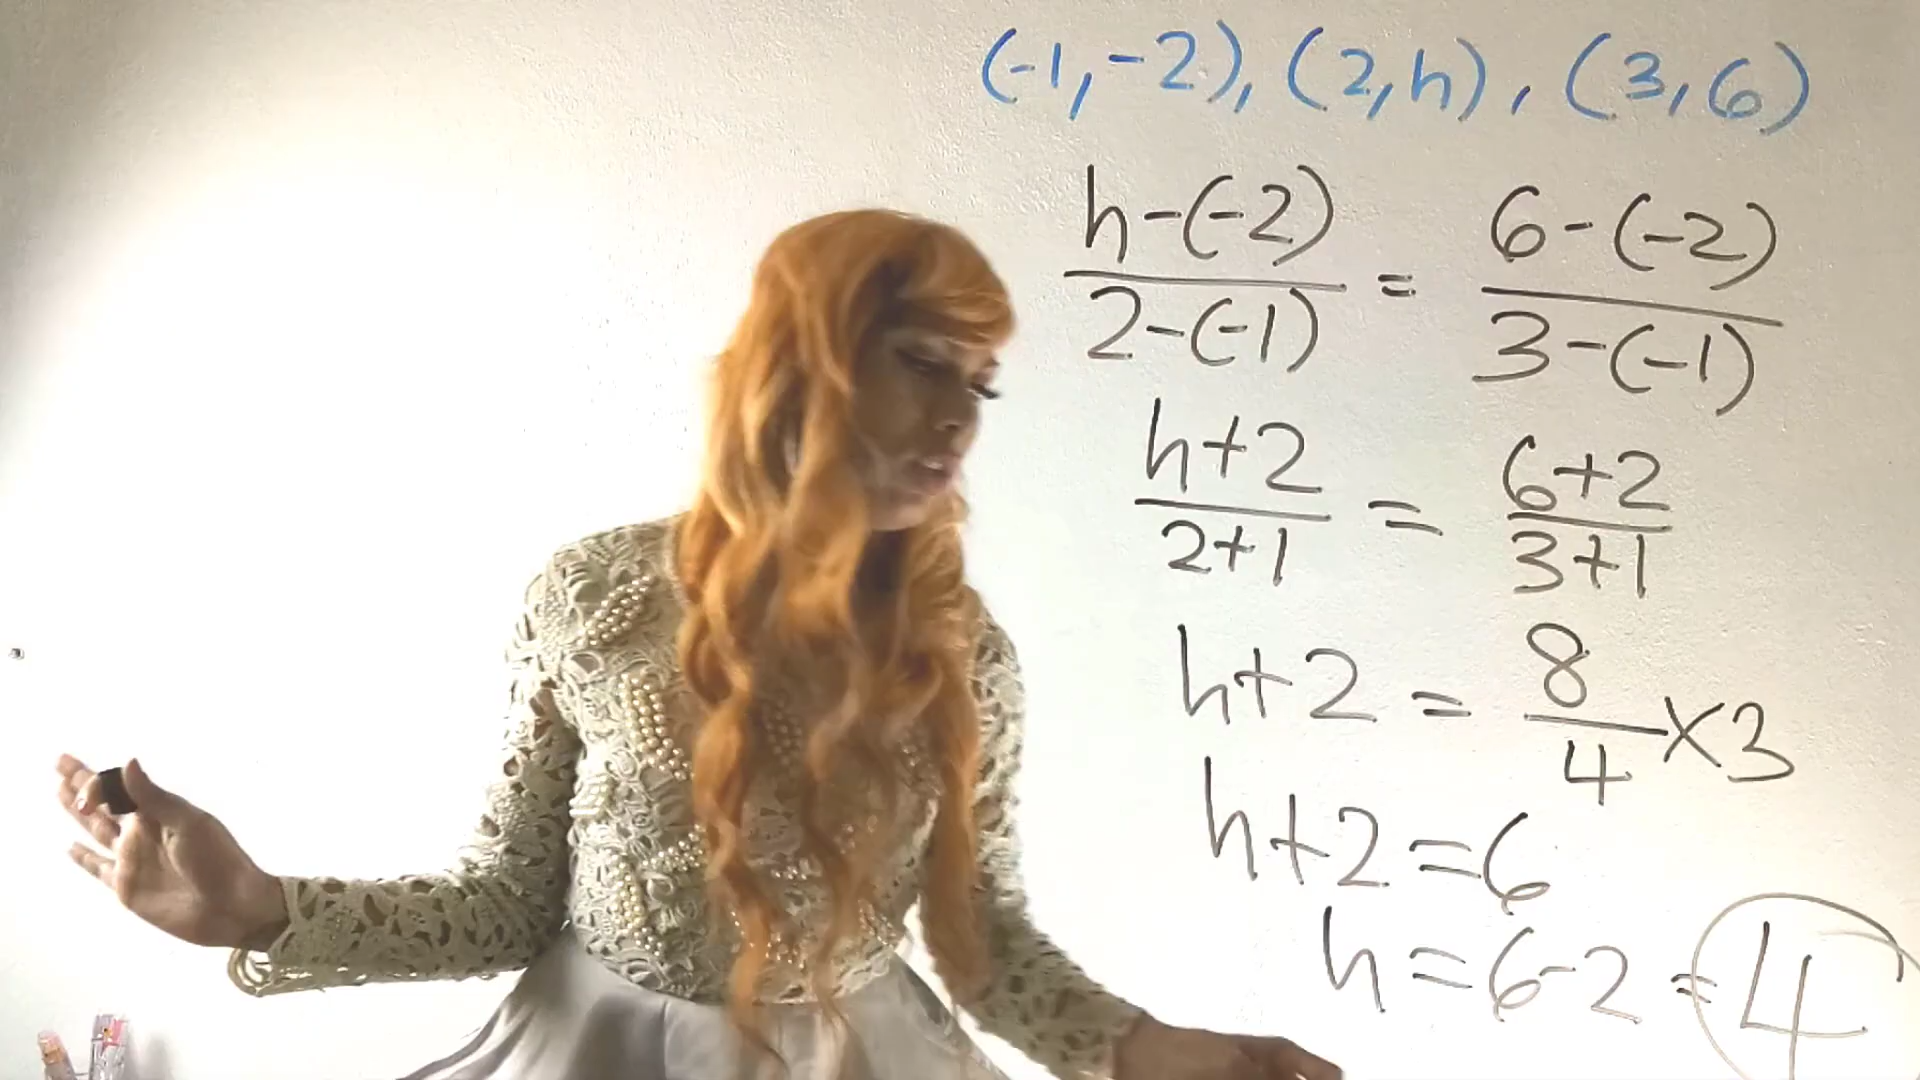 (-1,-2), (2,h), (3,6)
h-(-2)/2-(-1) = 6-(-2)/3-(-1)
h+2/2+1 = 6+2/3+1
h+2 = 8/4 ×3
h+2=6
h=6-2=4